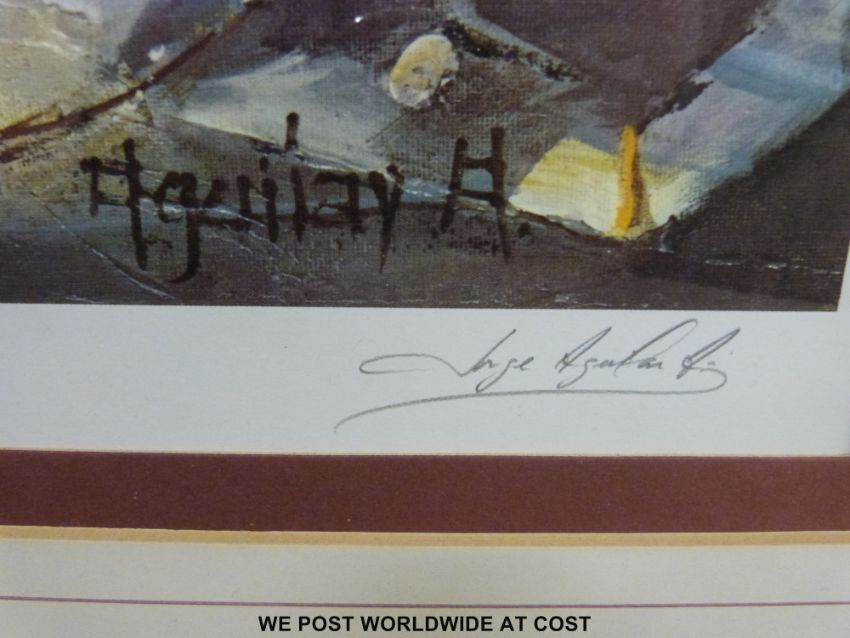 Aguilar A.
Jorge Aguilar A.
WE POST WORLDWIDE AT COST